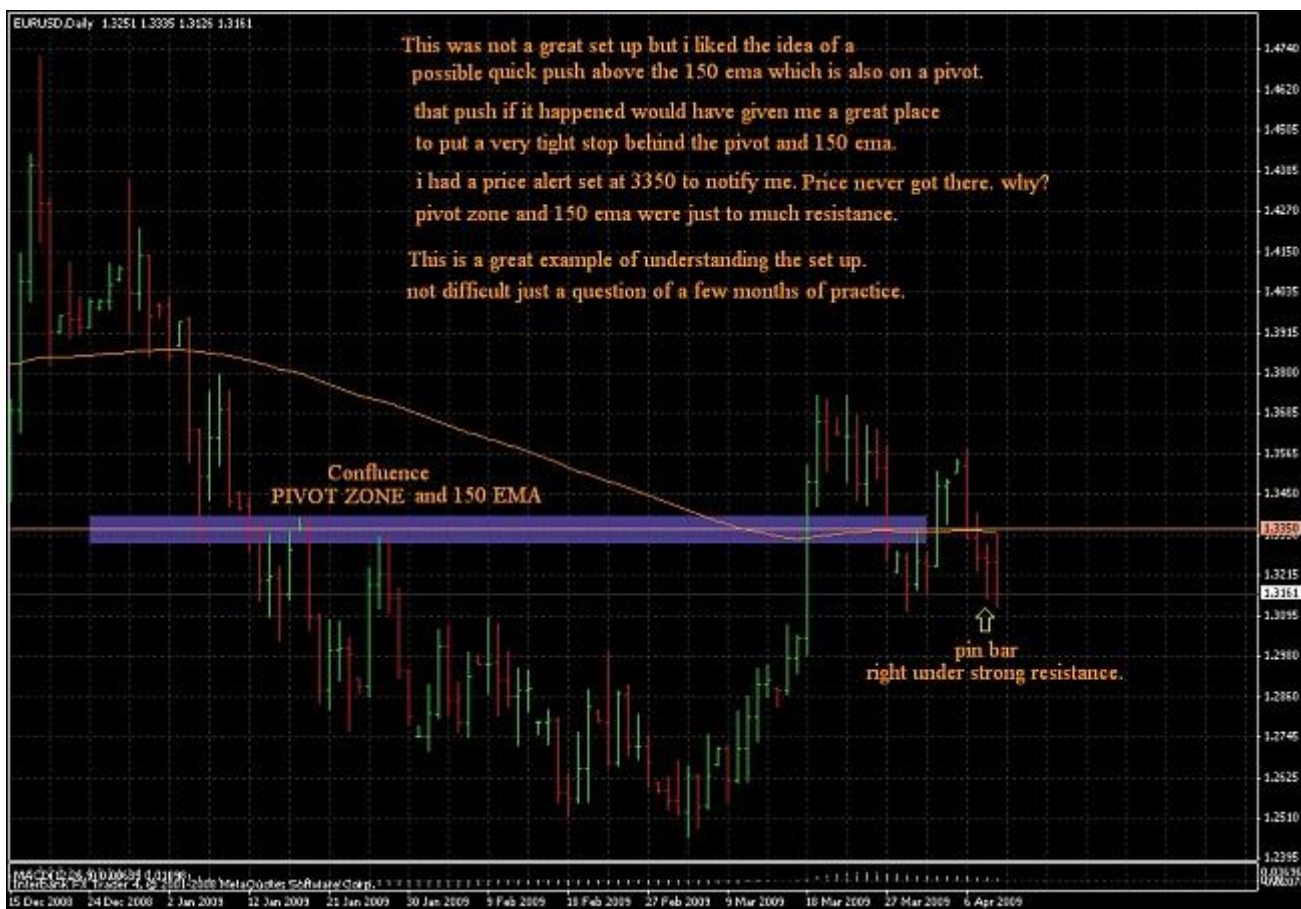 EURUSD,Daily 1.3251 1.3335 1.3126 1.3161
This was not a great set up but i liked the idea of a
possible quick push above the 150 ema which is also on a pivot.
that push if it happened would have given me a great place
to put a very tight stop behind the pivot and 150 ema.
i had a price alert set at 3350 to notify me. Price never got there. why?
pivot zone and 150 ema were just to much resistance.
This is a great example of understanding the set up.
not difficult just a question of a few months of practice.
Confluence
PIVOT ZONE and 150 EMA
pin bar
right under strong resistance.
1.4740
1.4620
1.4505
1.4385
1.4270
1.4150
1.4035
1.3915
1.3800
1.3685
1.3565
1.3450
1.3350
1.3215
1.3161
1.3095
1.2980
1.2860
1.2745
1.2625
1.2510
1.2395
Interbank FX Trader 4, © 2001-2008 MetaQuotes Software Corp.
15 Dec 2008 24 Dec 2008 2 Jan 2009 12 Jan 2009 21 Jan 2009 30 Jan 2009 9 Feb 2009 18 Feb 2009 27 Feb 2009 9 Mar 2009 18 Mar 2009 27 Mar 2009 6 Apr 2009